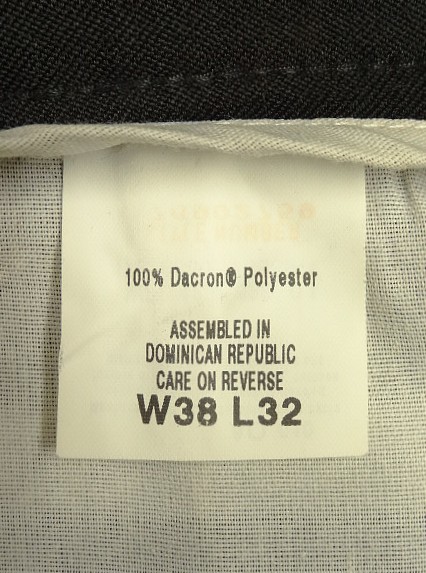 100% Dacron® Polyester
ASSEMBLED IN
DOMINICAN REPUBLIC
CARE ON REVERSE
W38 L32